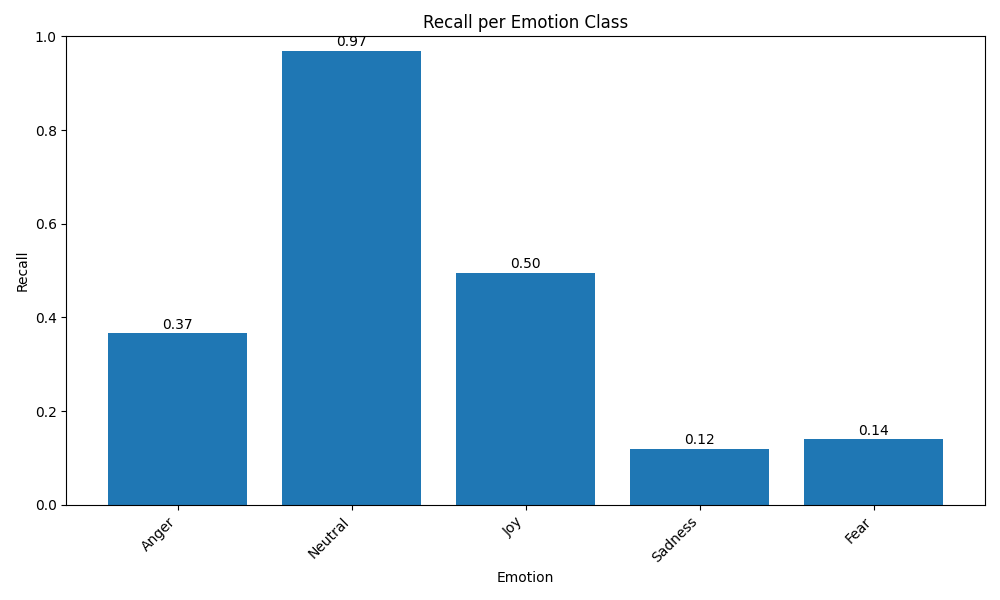 Recall per Emotion Class
1.0
0.8
0.6
0.4
0.2
0.0
Recall
0.37
0.97
0.50
0.12
0.14
Anger
Neutral
Joy
Sadness
Fear
Emotion